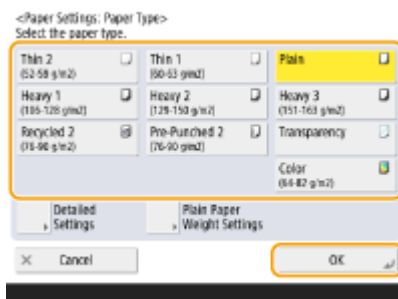 <Paper Settings: Paper Type>
Select the paper type.
Thin 2
(52-59 g/m2)
Thin 1
(60-63 g/m2)
Plain
Heavy 1
(106-128 g/m2)
Heavy 2
(129-150 g/m2)
Heavy 3
(151-163 g/m2)
Recycled 2
(76-90 g/m2)
Pre-Punched 2
(76-90 g/m2)
Transparency
Color
(64-82 g/m2)
Detailed
Settings
Plain Paper
Weight Settings
Cancel
OK